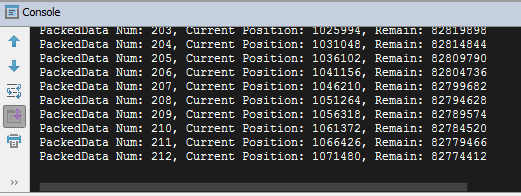 Console
PackedData Num: 203, Current Position: 1025994, Remain: 82819898
PackedData Num: 204, Current Position: 1031048, Remain: 82814844
PackedData Num: 205, Current Position: 1036102, Remain: 82809790
PackedData Num: 206, Current Position: 1041156, Remain: 82804736
PackedData Num: 207, Current Position: 1046210, Remain: 82799682
PackedData Num: 208, Current Position: 1051264, Remain: 82794628
PackedData Num: 209, Current Position: 1056318, Remain: 82789574
PackedData Num: 210, Current Position: 1061372, Remain: 82784520
PackedData Num: 211, Current Position: 1066426, Remain: 82779466
PackedData Num: 212, Current Position: 1071480, Remain: 82774412